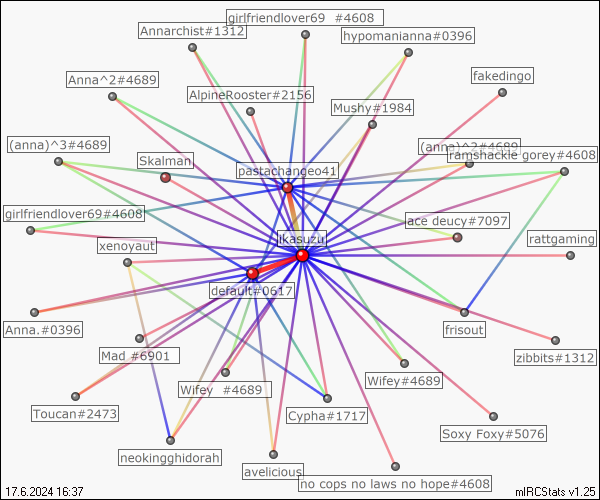 girlfriendlover69 #4608
Annarchist#1312
hypomanianna#0396
fakedingo
Anna^2#4689
AlpineRooster#2156
Mushy#1984
(anna)^3#4689
(anna)^2#4689
ramshackle gorey#4608
Skalman
pastachangeo41
girlfriendlover69#4608
ace deucy#7097
xenoyaut
ikasuzu
rattgaming
default#0617
Anna.#0396
frisout
Mad #6901
zibbits#1312
Wifey #4689
Wifey#4689
Toucan#2473
Cypha#1717
Soxy Foxy#5076
neokingghidorah
avelicious
no cops no laws no hope#4608
17.6.2024 16:37
mIRCStats v1.25